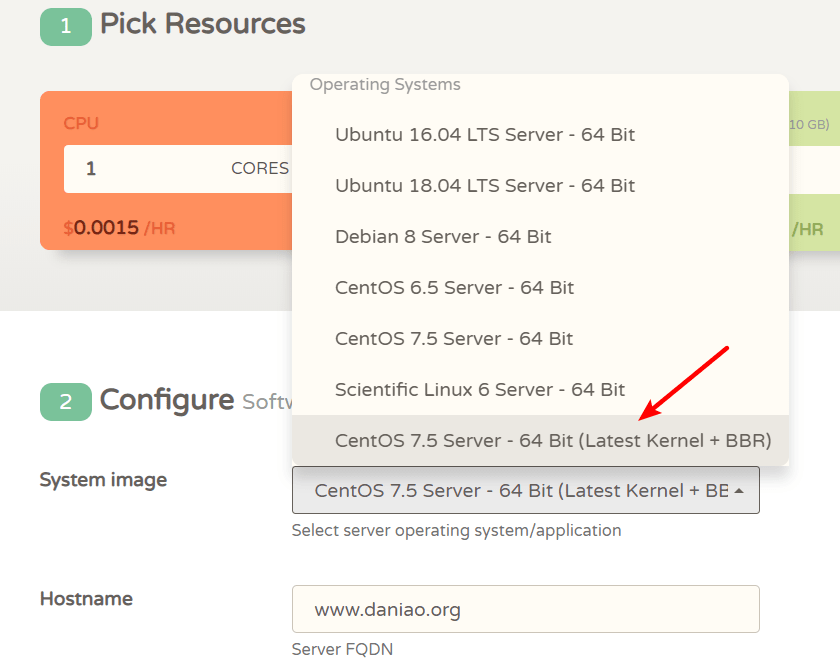 1 Pick Resources
Operating Systems
CPU
Ubuntu 16.04 LTS Server - 64 Bit
10 GB)
1 CORES
Ubuntu 18.04 LTS Server - 64 Bit
$0.0015 /HR
Debian 8 Server - 64 Bit
/HR
CentOS 6.5 Server - 64 Bit
CentOS 7.5 Server - 64 Bit
Scientific Linux 6 Server - 64 Bit
CentOS 7.5 Server - 64 Bit (Latest Kernel + BBR)
2 Configure
System image
CentOS 7.5 Server - 64 Bit (Latest Kernel + BE
Select server operating system/application
Hostname
www.daniao.org
Server FQDN